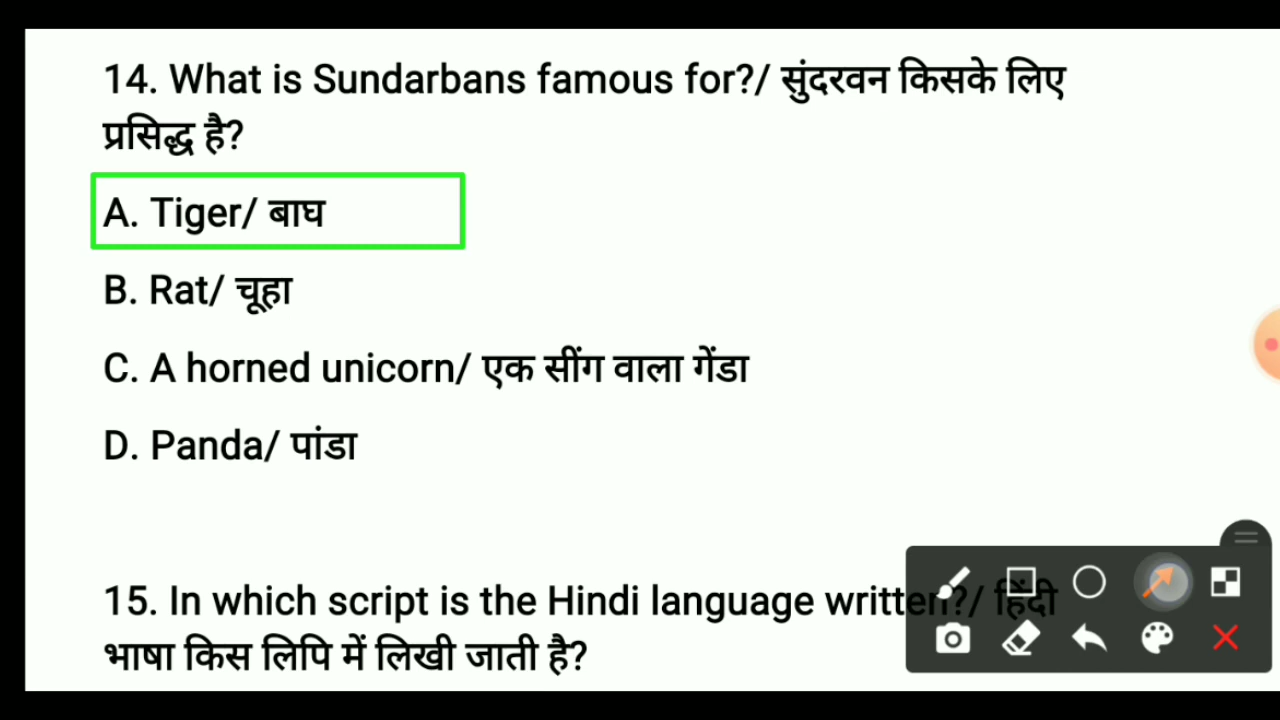 14. What is Sundarbans famous for?/ सुंदरवन किसके लिए
प्रसिद्ध है?
A. Tiger/ बाघ
B. Rat/ चूहा
C. A horned unicorn/ एक सींग वाला गेंडा
D. Panda/ पांडा
15. In which script is the Hindi language written?/ हिंदी
भाषा किस लिपि में लिखी जाती है?